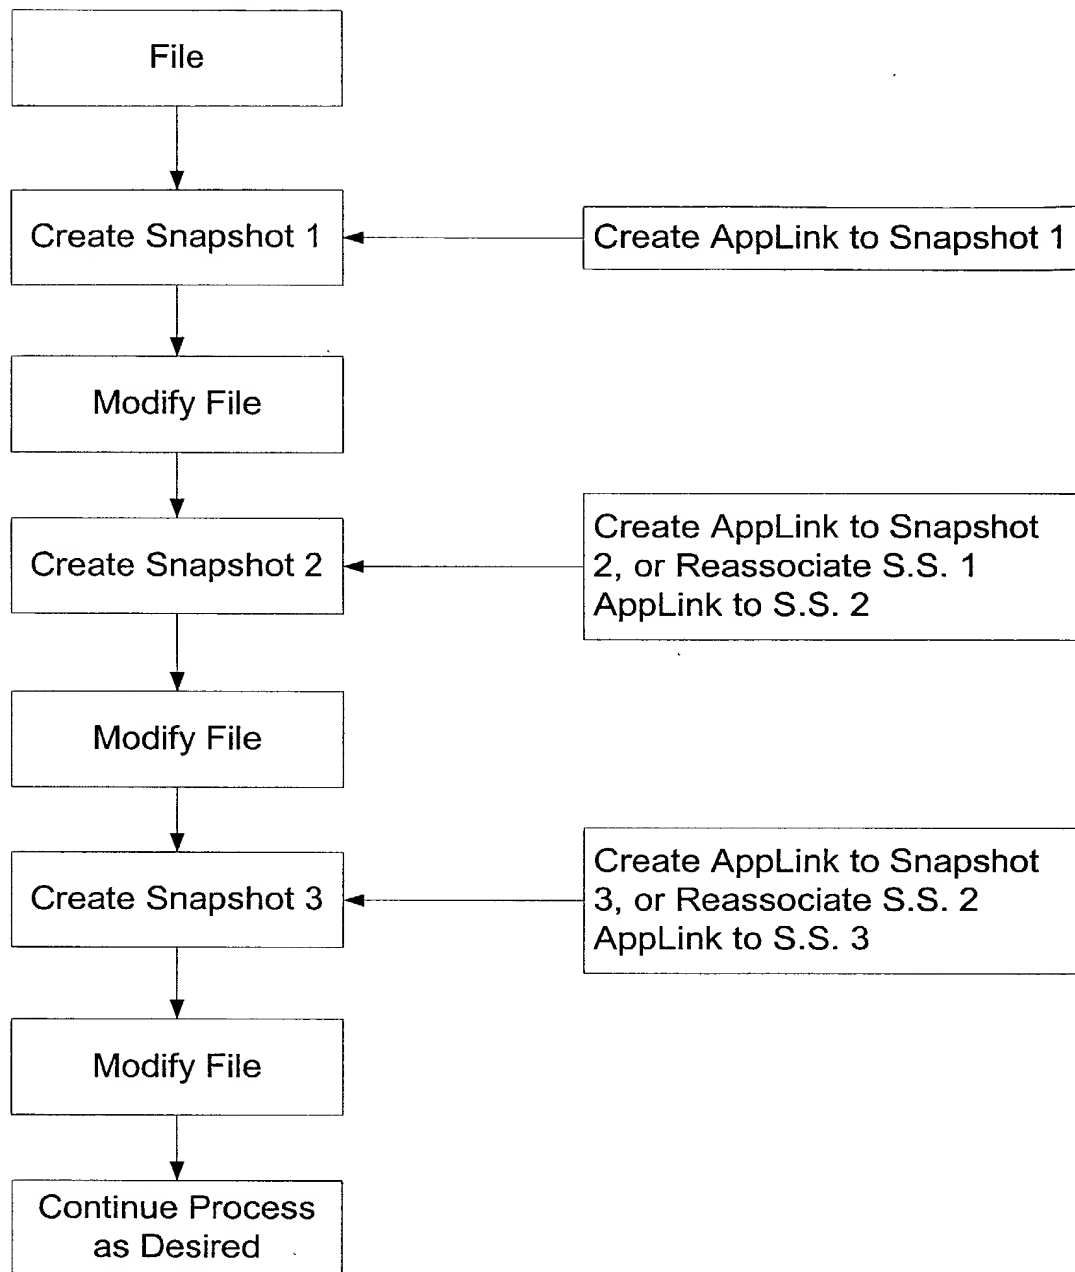 File
Create Snapshot 1
Create AppLink to Snapshot 1
Modify File
Create Snapshot 2
Create AppLink to Snapshot
2, or Reassociate S.S. 1
AppLink to S.S. 2
Modify File
Create Snapshot 3
Create AppLink to Snapshot
3, or Reassociate S.S. 2
AppLink to S.S. 3
Modify File
Continue Process
as Desired